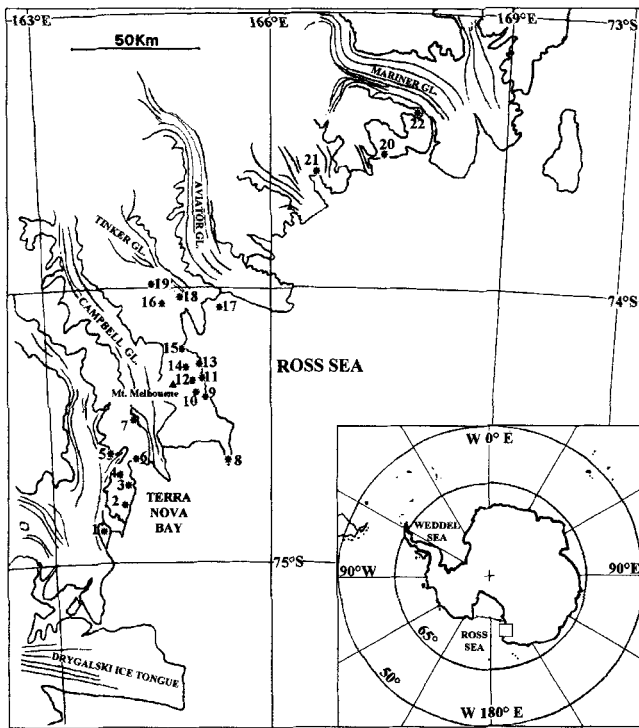 163°E
166°E
169°E
73°S
50Km
MARINER GL.
22
20
21
AVIATOR GL.
TINKER GL.
19
18
16
17
74°S
CAMPBELL GL.
15
13
14
ROSS SEA
12
11
Mt. Melbourne
10
9
7
5
6
8
4
3
2
TERRA
NOVA
BAY
1
75°S
DRYGALSKI ICE TONGUE
W 0° E
WEDDEL
SEA
90°W
90°E
ROSS
SEA
65°
50°
W 180° E